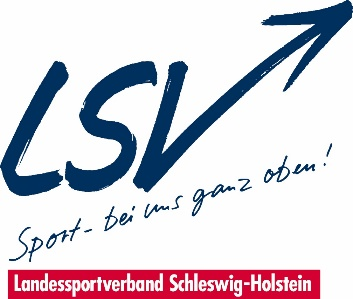 LSV
Sport - bei uns ganz oben!
Landessportverband Schleswig-Holstein